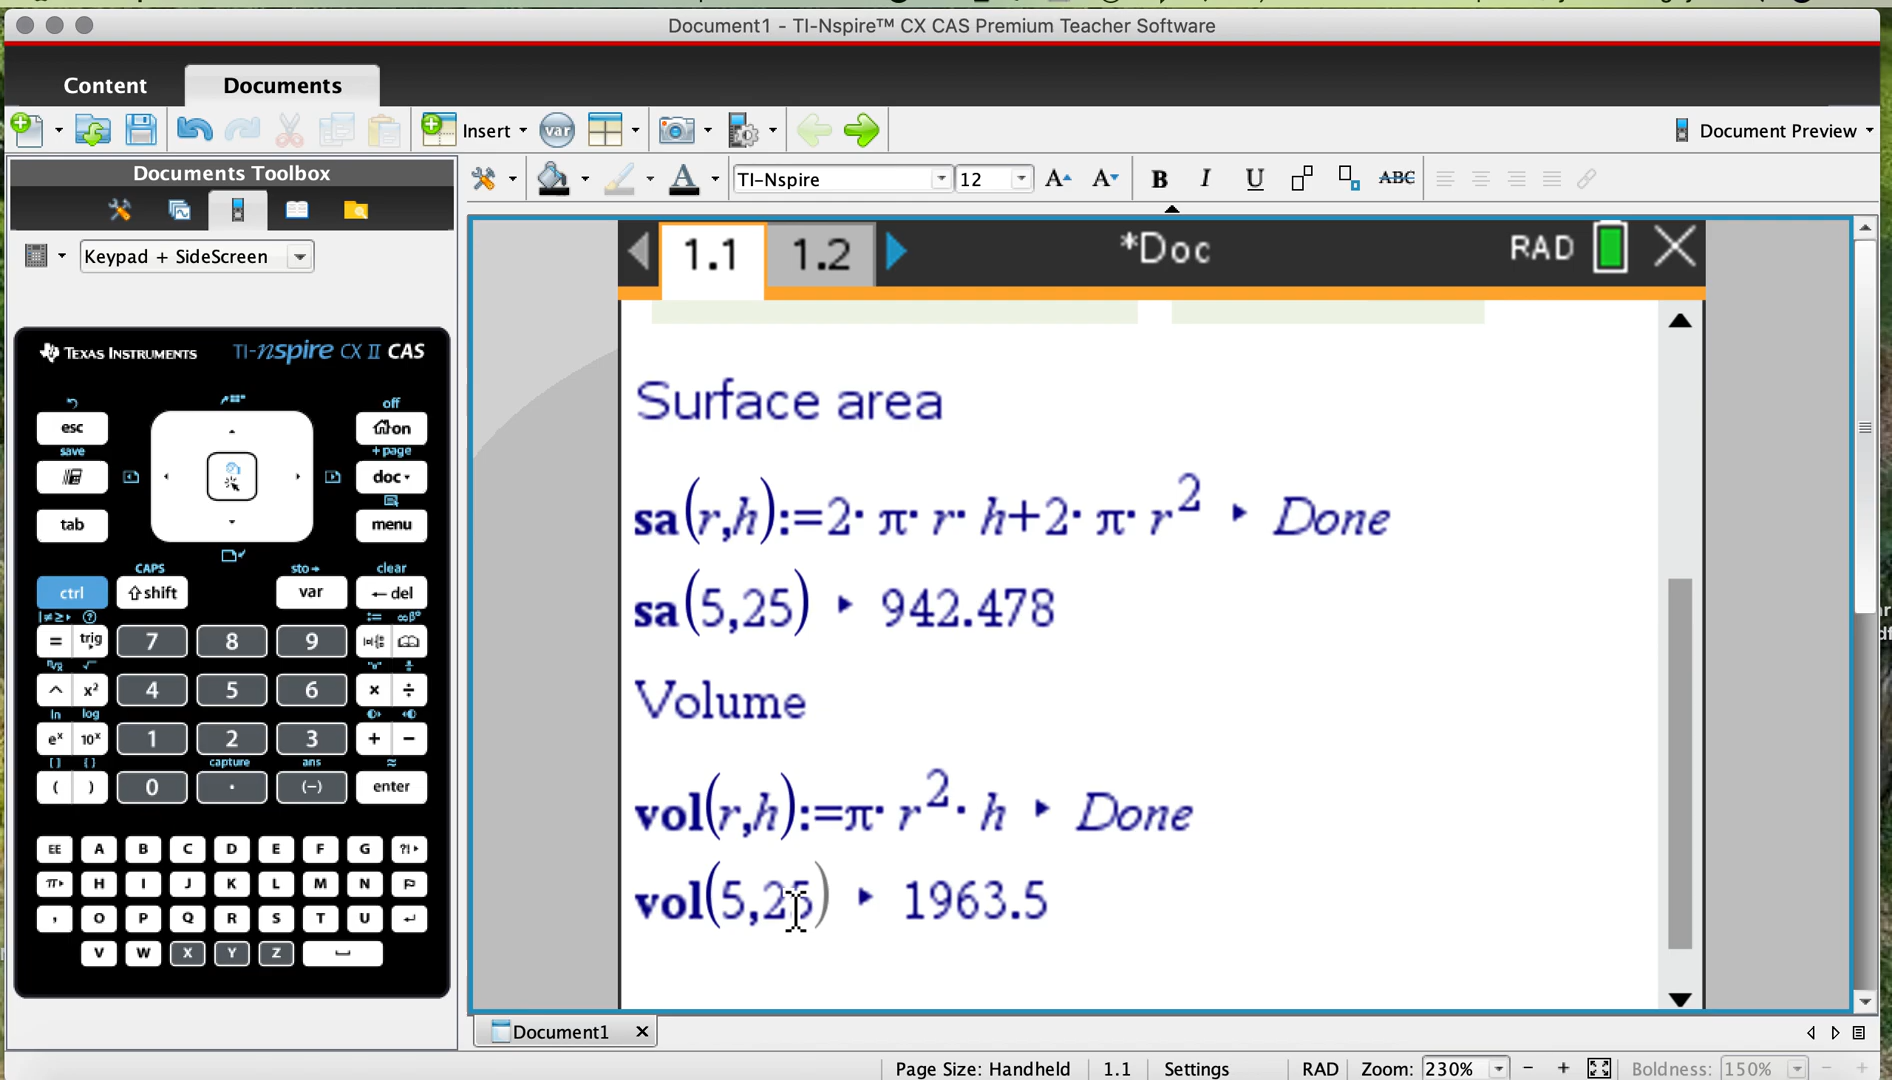 Document1 - TI-Nspire™ CX CAS Premium Teacher Software
Content Documents
Insert var Document Preview
Documents Toolbox
TI-Nspire 12 A A A B I U ABC
Keypad + SideScreen
1.1 1.2 *Doc RAD
TEXAS INSTRUMENTS TI-nspire CX II CAS
off
esc on
save +page
doc
tab menu
CAPS sto→ clear
ctrl shift var ←del
= trig 7 8 9
^ x² 4 5 6 × ÷
ln log
eˣ 10ˣ 1 2 3 + −
[] {} capture ans ≈
( ) 0 . (−) enter
EE A B C D E F G ?!▸
π▸ H I J K L M N
, O P Q R S T U ↵
V W X Y Z
Surface area
sa(r,h):=2· π· r· h+2· π· r² ▸ Done
sa(5,25) ▸ 942.478
Volume
vol(r,h):=π· r²· h ▸ Done
vol(5,25) ▸ 1963.5
Document1
Page Size: Handheld 1.1 Settings RAD Zoom: 230% − + Boldness: 150% − +